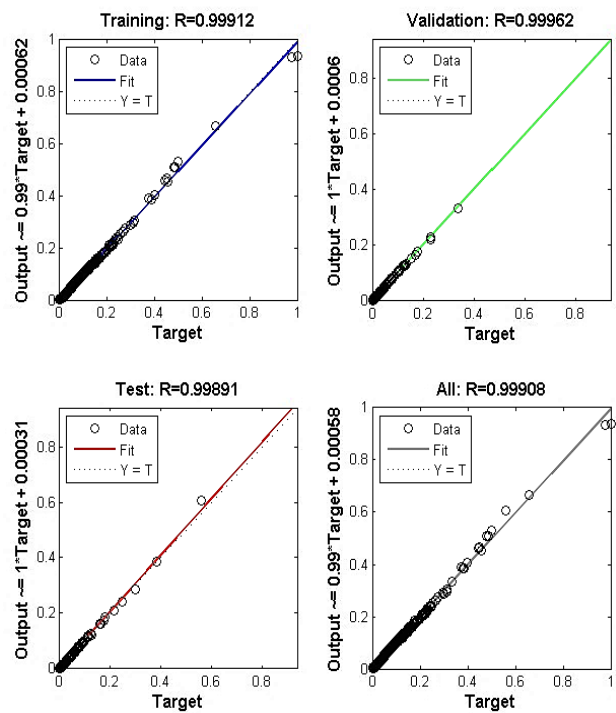 Training: R=0.99912
Output ~= 0.99*Target + 0.00062
1
0.8
0.6
0.4
0.2
0
Data
Fit
Y = T
0 0.2 0.4 0.6 0.8 1
Target
Validation: R=0.99962
Output ~= 1*Target + 0.0006
0.8
0.6
0.4
0.2
0
Data
Fit
Y = T
0 0.2 0.4 0.6 0.8
Target
Test: R=0.99891
Output ~= 1*Target + 0.00031
0.8
0.6
0.4
0.2
0
Data
Fit
Y = T
0 0.2 0.4 0.6 0.8
Target
All: R=0.99908
Output ~= 0.99*Target + 0.00058
1
0.8
0.6
0.4
0.2
0
Data
Fit
Y = T
0 0.2 0.4 0.6 0.8 1
Target